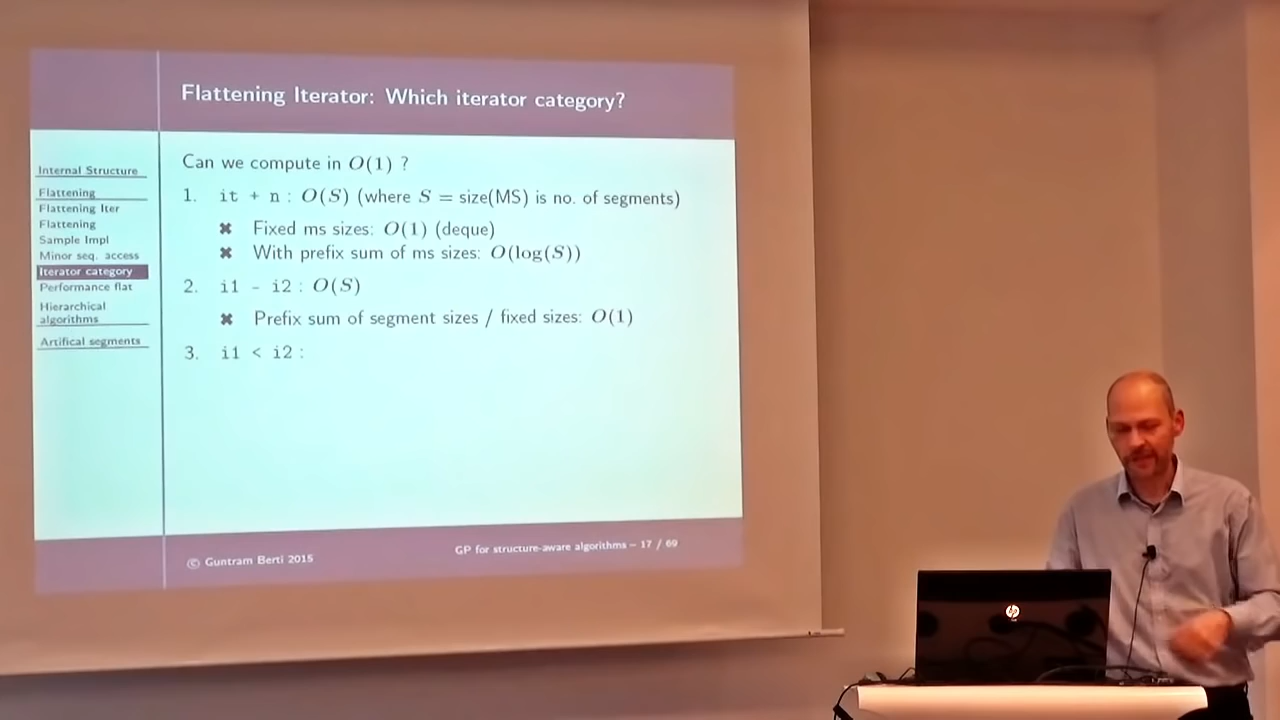 Flattening Iterator: Which iterator category?
Internal Structure
Flattening
Flattening Iter
Flattening
Sample Impl
Minor seq. access
Iterator category
Performance flat
Hierarchical
algorithms
Artifical segments
Can we compute in O(1) ?
1. it + n : O(S) (where S = size(MS) is no. of segments)
✖ Fixed ms sizes: O(1) (deque)
✖ With prefix sum of ms sizes: O(log(S))
2. i1 - i2 : O(S)
✖ Prefix sum of segment sizes / fixed sizes: O(1)
3. i1 < i2 :
© Guntram Berti 2015
GP for structure-aware algorithms – 17 / 69
hp